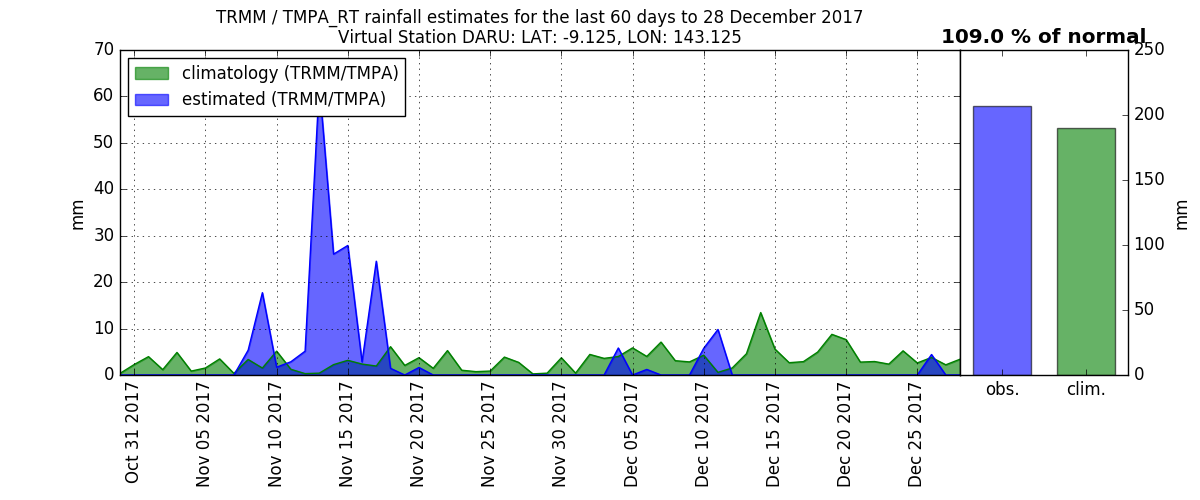 TRMM / TMPA_RT rainfall estimates for the last 60 days to 28 December 2017
Virtual Station DARU: LAT: -9.125, LON: 143.125
109.0 % of normal
climatology (TRMM/TMPA)
estimated (TRMM/TMPA)
70
60
50
40
30
20
10
0
mm
Oct 31 2017
Nov 05 2017
Nov 10 2017
Nov 15 2017
Nov 20 2017
Nov 25 2017
Nov 30 2017
Dec 05 2017
Dec 10 2017
Dec 15 2017
Dec 20 2017
Dec 25 2017
250
200
150
100
50
0
mm
obs.
clim.